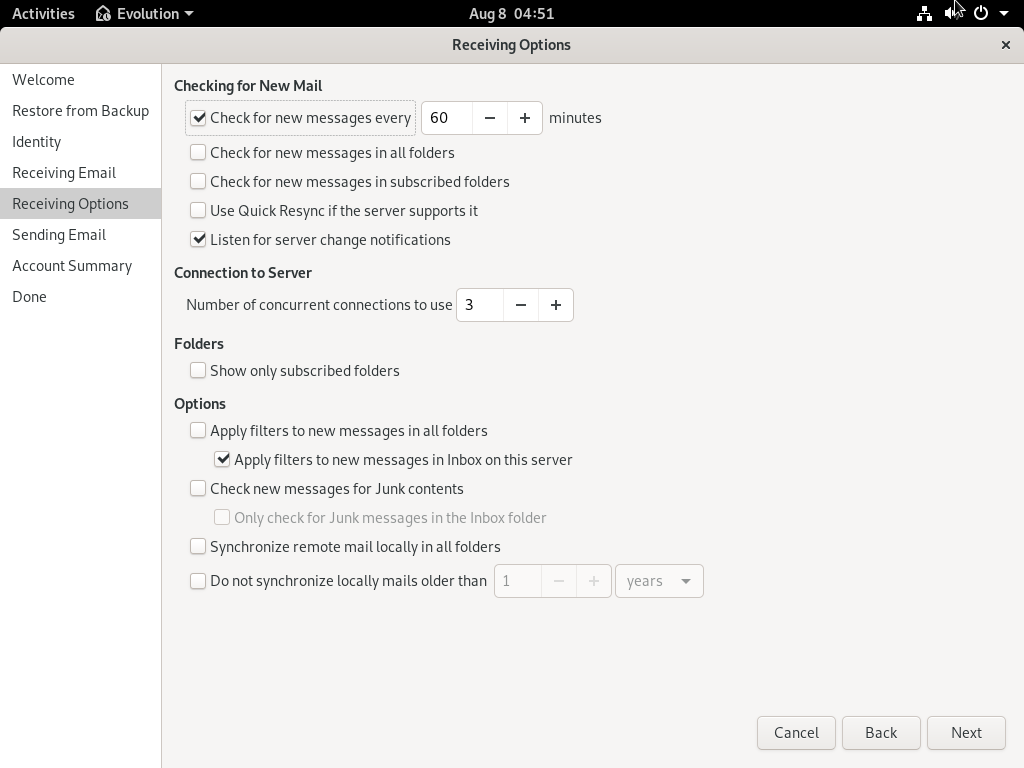 Activities Evolution Aug 8 04:51
Receiving Options
Welcome
Restore from Backup
Identity
Receiving Email
Receiving Options
Sending Email
Account Summary
Done
Checking for New Mail
Check for new messages every 60 − + minutes
Check for new messages in all folders
Check for new messages in subscribed folders
Use Quick Resync if the server supports it
Listen for server change notifications
Connection to Server
Number of concurrent connections to use 3 − +
Folders
Show only subscribed folders
Options
Apply filters to new messages in all folders
Apply filters to new messages in Inbox on this server
Check new messages for Junk contents
Only check for Junk messages in the Inbox folder
Synchronize remote mail locally in all folders
Do not synchronize locally mails older than 1 − + years
Cancel Back Next